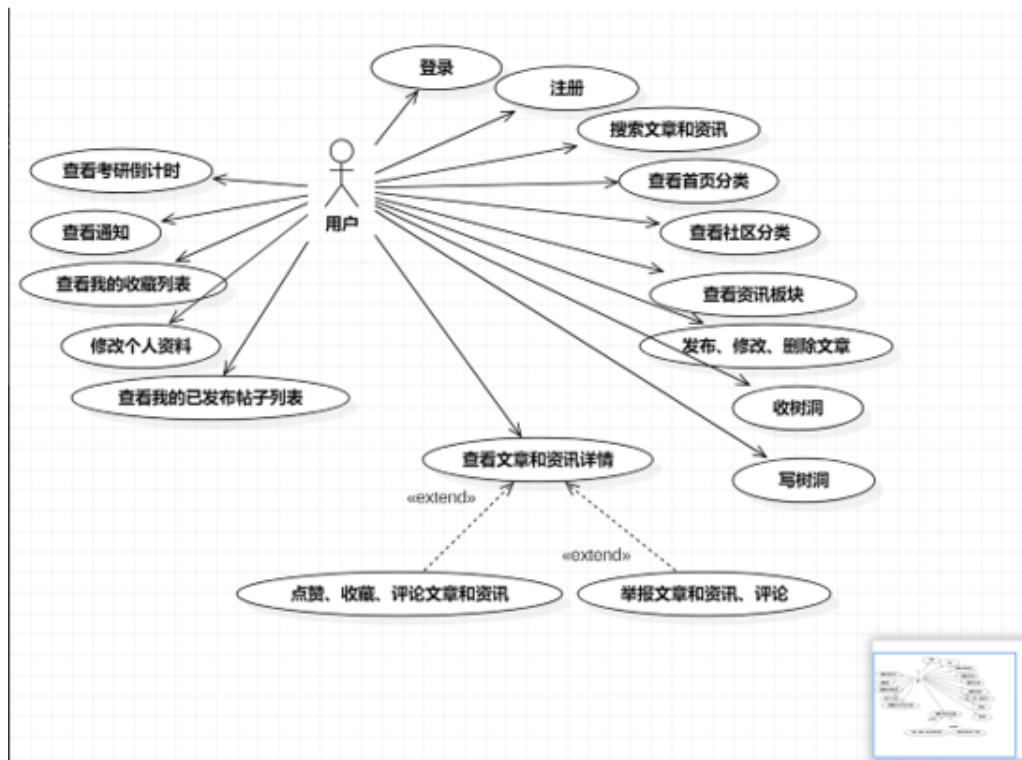 登录
注册
搜索文章和资讯
查看考研倒计时
查看首页分类
用户
查看通知
查看社区分类
查看我的收藏列表
查看资讯板块
修改个人资料
发布、修改、删除文章
查看我的已发布帖子列表
收树洞
查看文章和资讯详情
写树洞
«extend»
«extend»
点赞、收藏、评论文章和资讯
举报文章和资讯、评论